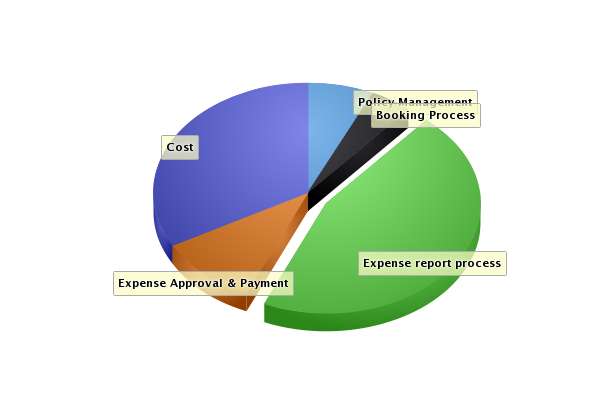 Policy Management
Booking Process
Cost
Expense report process
Expense Approval & Payment